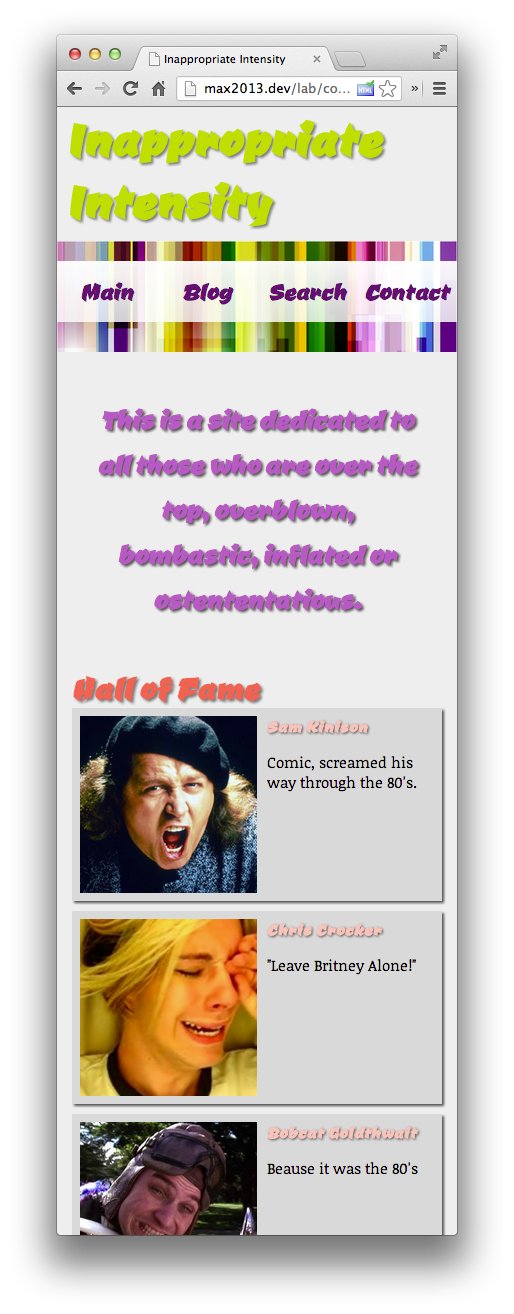 Inappropriate Intensity
max2013.dev/lab/co...
HTML
»
Inappropriate
Intensity
Main Blog Search Contact
This is a site dedicated to
all those who are over the
top, overblown,
bombastic, inflated or
ostententatious.
Hall of Fame
Sam Kinison
Comic, screamed his
way through the 80's.
Chris Crocker
"Leave Britney Alone!"
Bobcat Goldthwait
Beause it was the 80's